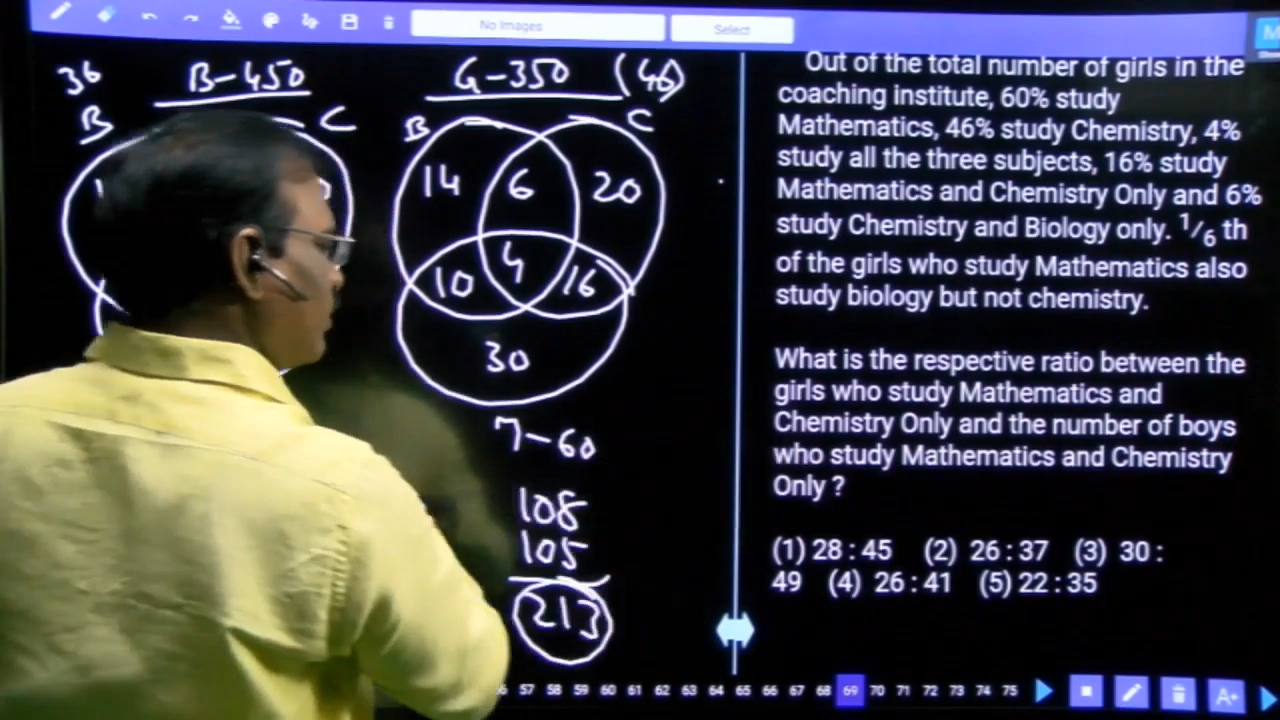 No Images
Select
36
B-450
G-350
(46)
B
C
B
C
14
6
20
4
10
16
30
M-60
108
105
213
Out of the total number of girls in the
coaching institute, 60% study
Mathematics, 46% study Chemistry, 4%
study all the three subjects, 16% study
Mathematics and Chemistry Only and 6%
study Chemistry and Biology only. 1/6 th
of the girls who study Mathematics also
study biology but not chemistry.
What is the respective ratio between the
girls who study Mathematics and
Chemistry Only and the number of boys
who study Mathematics and Chemistry
Only ?
(1) 28 : 45 (2) 26 : 37 (3) 30 :
49 (4) 26 : 41 (5) 22 : 35
57 58 59 60 61 62 63 64 65 66 67 68 69 70 71 72 73 74 75
A+